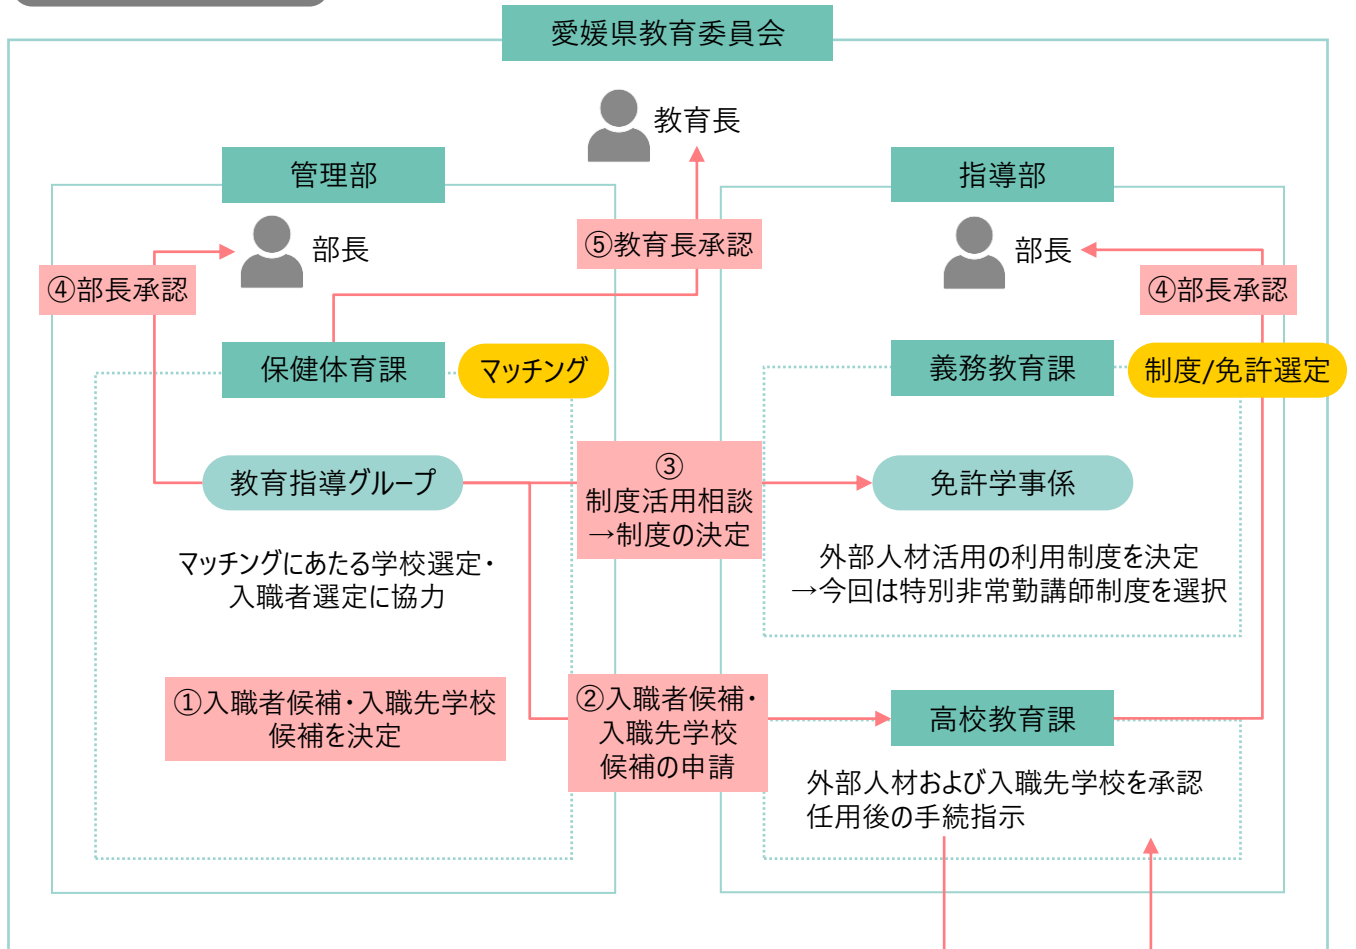 愛媛県教育委員会
教育長
管理部
指導部
部長
⑤教育長承認
部長
④部長承認
④部長承認
保健体育課
マッチング
義務教育課
制度/免許選定
教育指導グループ
③
制度活用相談
→制度の決定
免許学事係
マッチングにあたる学校選定・
入職者選定に協力
外部人材活用の利用制度を決定
→今回は特別非常勤講師制度を選択
①入職者候補・入職先学校
候補を決定
②入職者候補・
入職先学校
候補の申請
高校教育課
外部人材および入職先学校を承認
任用後の手続指示